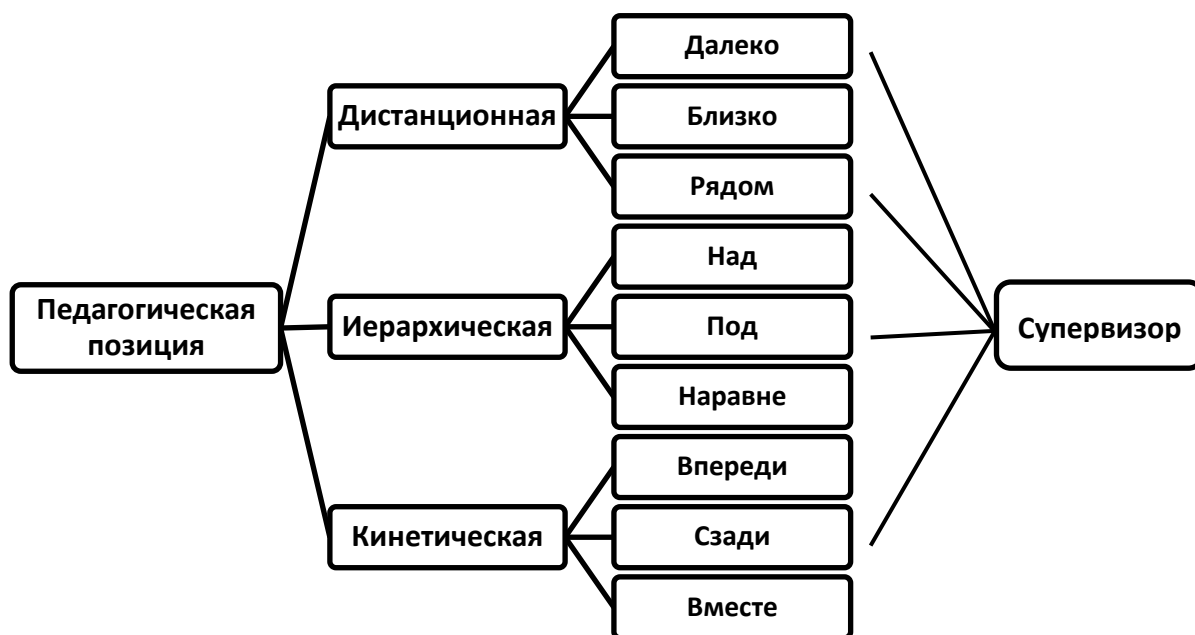 Педагогическая
позиция
Дистанционная
Иерархическая
Кинетическая
Далеко
Близко
Рядом
Над
Под
Наравне
Впереди
Сзади
Вместе
Супервизор